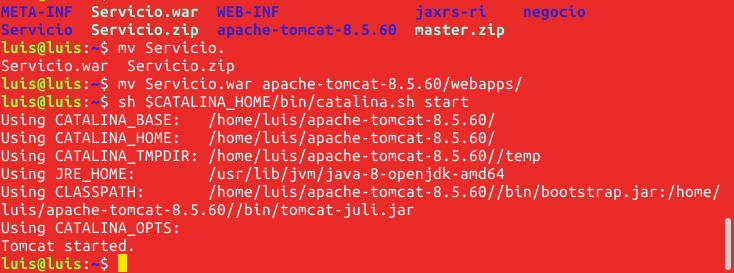 META-INF  Servicio.war  WEB-INF               jaxrs-ri    negocio
Servicio  Servicio.zip  apache-tomcat-8.5.60  master.zip
luis@luis:~$ mv Servicio.
Servicio.war  Servicio.zip
luis@luis:~$ mv Servicio.war apache-tomcat-8.5.60/webapps/
luis@luis:~$ sh $CATALINA_HOME/bin/catalina.sh start
Using CATALINA_BASE:   /home/luis/apache-tomcat-8.5.60/
Using CATALINA_HOME:   /home/luis/apache-tomcat-8.5.60/
Using CATALINA_TMPDIR: /home/luis/apache-tomcat-8.5.60//temp
Using JRE_HOME:        /usr/lib/jvm/java-8-openjdk-amd64
Using CLASSPATH:       /home/luis/apache-tomcat-8.5.60//bin/bootstrap.jar:/home/
luis/apache-tomcat-8.5.60//bin/tomcat-juli.jar
Using CATALINA_OPTS:
Tomcat started.
luis@luis:~$